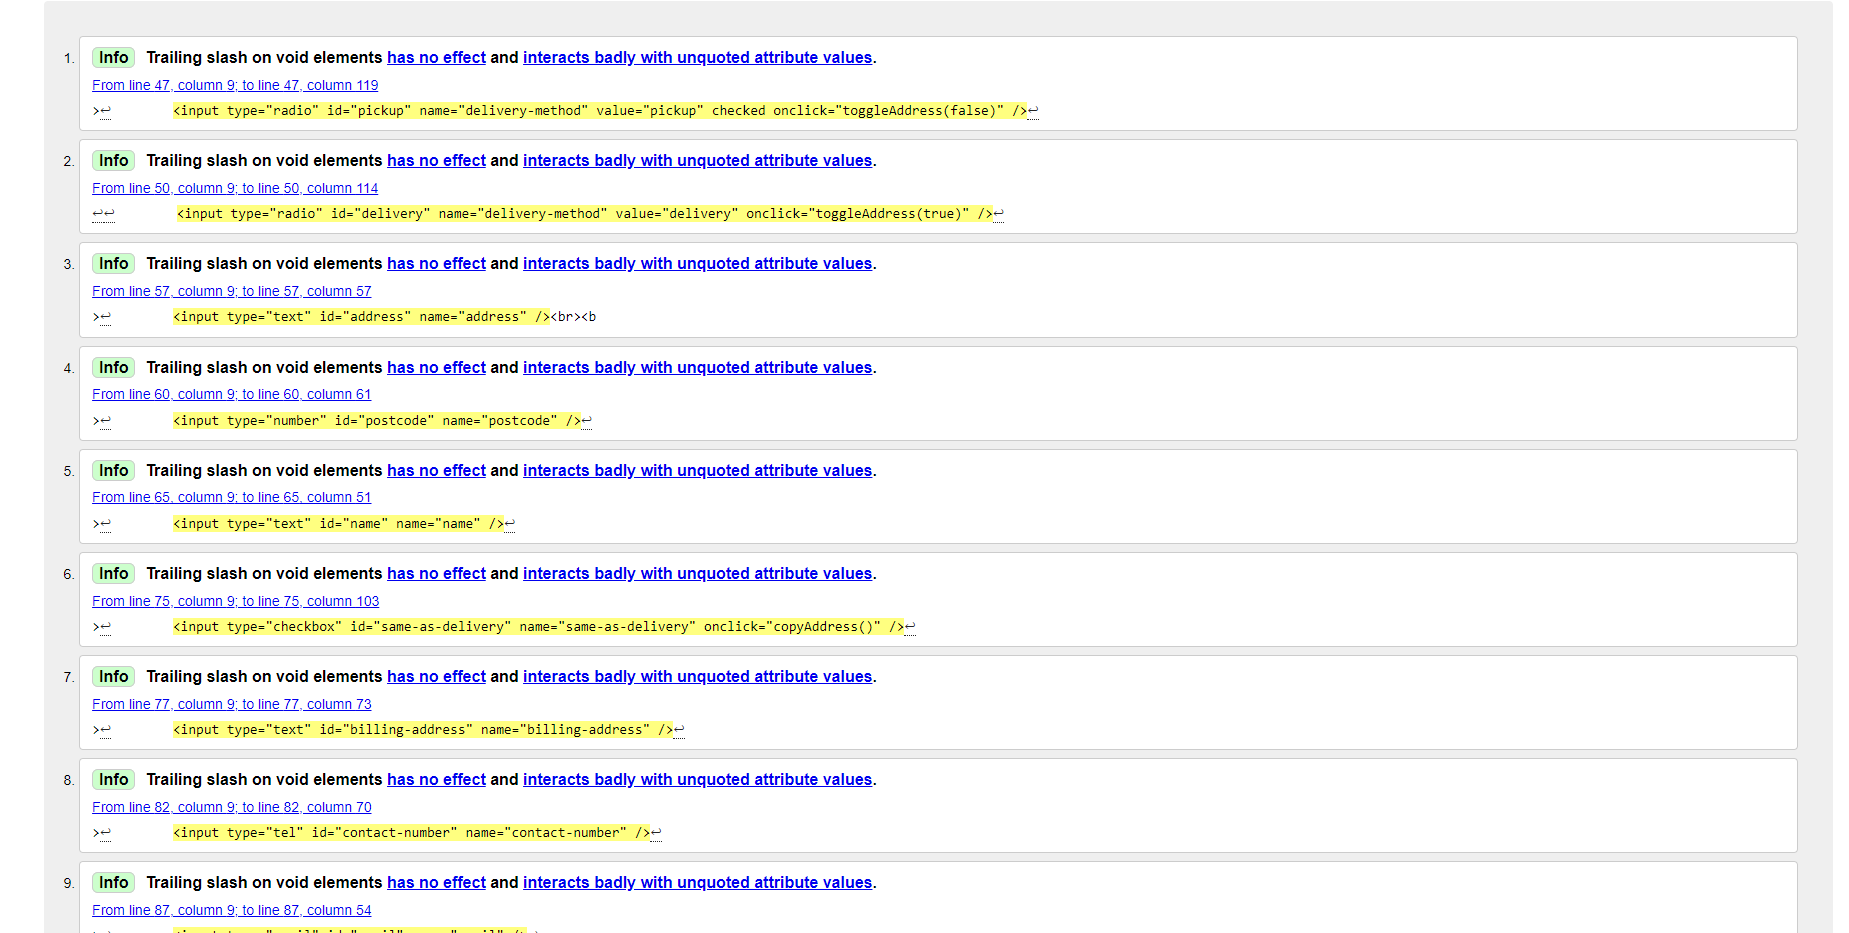 1. Info Trailing slash on void elements has no effect and interacts badly with unquoted attribute values.
From line 47, column 9; to line 47, column 119
>↩        <input type="radio" id="pickup" name="delivery-method" value="pickup" checked onclick="toggleAddress(false)" />↩
2. Info Trailing slash on void elements has no effect and interacts badly with unquoted attribute values.
From line 50, column 9; to line 50, column 114
↩↩        <input type="radio" id="delivery" name="delivery-method" value="delivery" onclick="toggleAddress(true)" />↩
3. Info Trailing slash on void elements has no effect and interacts badly with unquoted attribute values.
From line 57, column 9; to line 57, column 57
>↩        <input type="text" id="address" name="address" /><br><b
4. Info Trailing slash on void elements has no effect and interacts badly with unquoted attribute values.
From line 60, column 9; to line 60, column 61
>↩        <input type="number" id="postcode" name="postcode" />↩
5. Info Trailing slash on void elements has no effect and interacts badly with unquoted attribute values.
From line 65, column 9; to line 65, column 51
>↩        <input type="text" id="name" name="name" />↩
6. Info Trailing slash on void elements has no effect and interacts badly with unquoted attribute values.
From line 75, column 9; to line 75, column 103
>↩        <input type="checkbox" id="same-as-delivery" name="same-as-delivery" onclick="copyAddress()" />↩
7. Info Trailing slash on void elements has no effect and interacts badly with unquoted attribute values.
From line 77, column 9; to line 77, column 73
>↩        <input type="text" id="billing-address" name="billing-address" />↩
8. Info Trailing slash on void elements has no effect and interacts badly with unquoted attribute values.
From line 82, column 9; to line 82, column 70
>↩        <input type="tel" id="contact-number" name="contact-number" />↩
9. Info Trailing slash on void elements has no effect and interacts badly with unquoted attribute values.
From line 87, column 9; to line 87, column 54